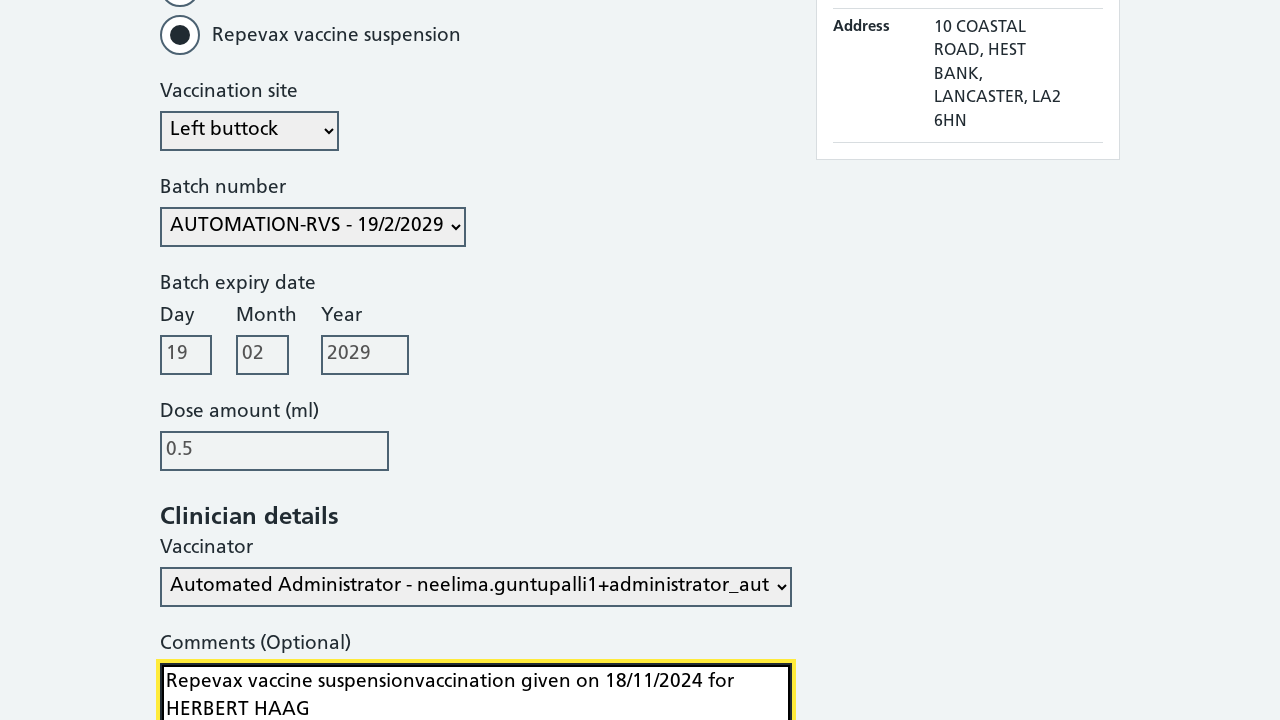 Repevax vaccine suspension
Vaccination site
Left buttock
Batch number
AUTOMATION-RVS - 19/2/2029
Batch expiry date
Day Month Year
19 02 2029
Dose amount (ml)
0.5
Clinician details
Vaccinator
Automated Administrator - neelima.guntupalli1+administrator_aut
Comments (Optional)
Repevax vaccine suspensionvaccination given on 18/11/2024 for
HERBERT HAAG
Address 10 COASTAL
ROAD, HEST
BANK,
LANCASTER, LA2
6HN